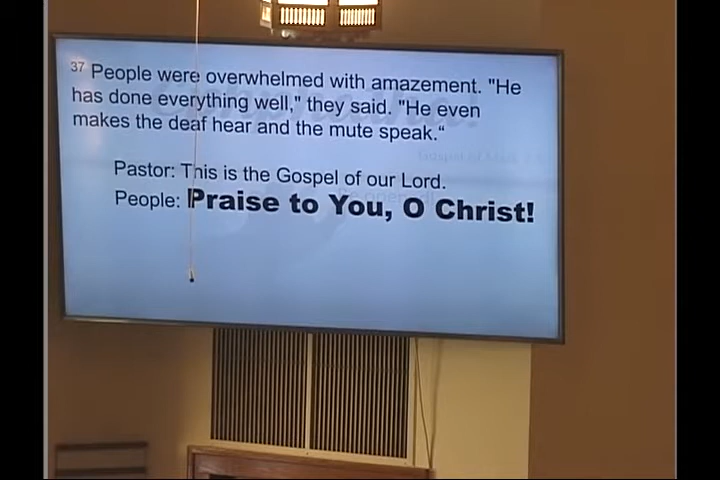 37 People were overwhelmed with amazement. "He
has done everything well," they said. "He even
makes the deaf hear and the mute speak.“
Pastor: This is the Gospel of our Lord.
People: Praise to You, O Christ!